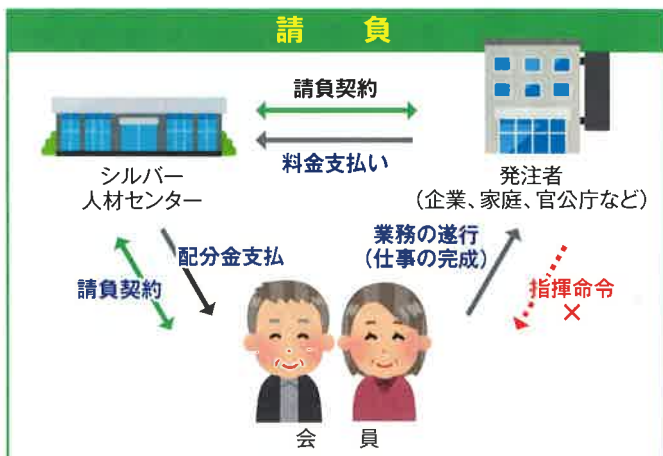 請　負
請負契約
料金支払い
シルバー
人材センター
発注者
（企業、家庭、官公庁など）
配分金支払
請負契約
業務の遂行
（仕事の完成）
指揮命令
×
会　員